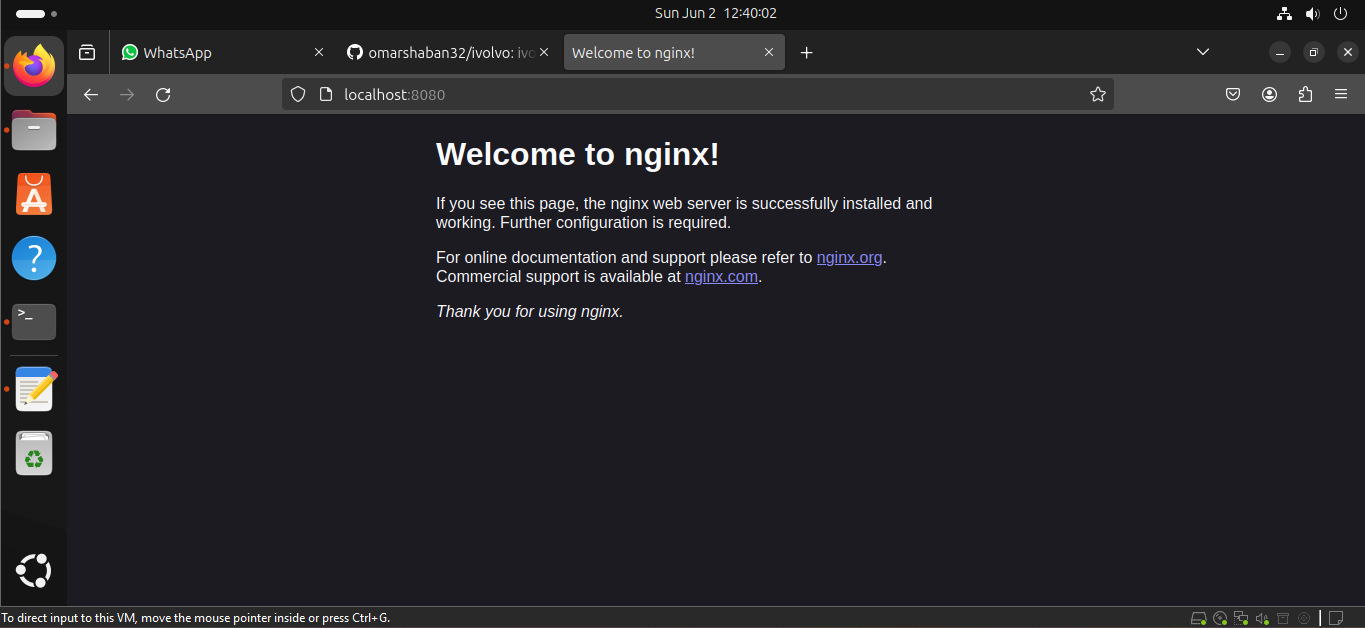 Sun Jun 2 12:40:02
WhatsApp
omarshaban32/ivolvo: ivo
Welcome to nginx!
localhost:8080
Welcome to nginx!
If you see this page, the nginx web server is successfully installed and
working. Further configuration is required.
For online documentation and support please refer to nginx.org.
Commercial support is available at nginx.com.
Thank you for using nginx.
>_
To direct input to this VM, move the mouse pointer inside or press Ctrl+G.